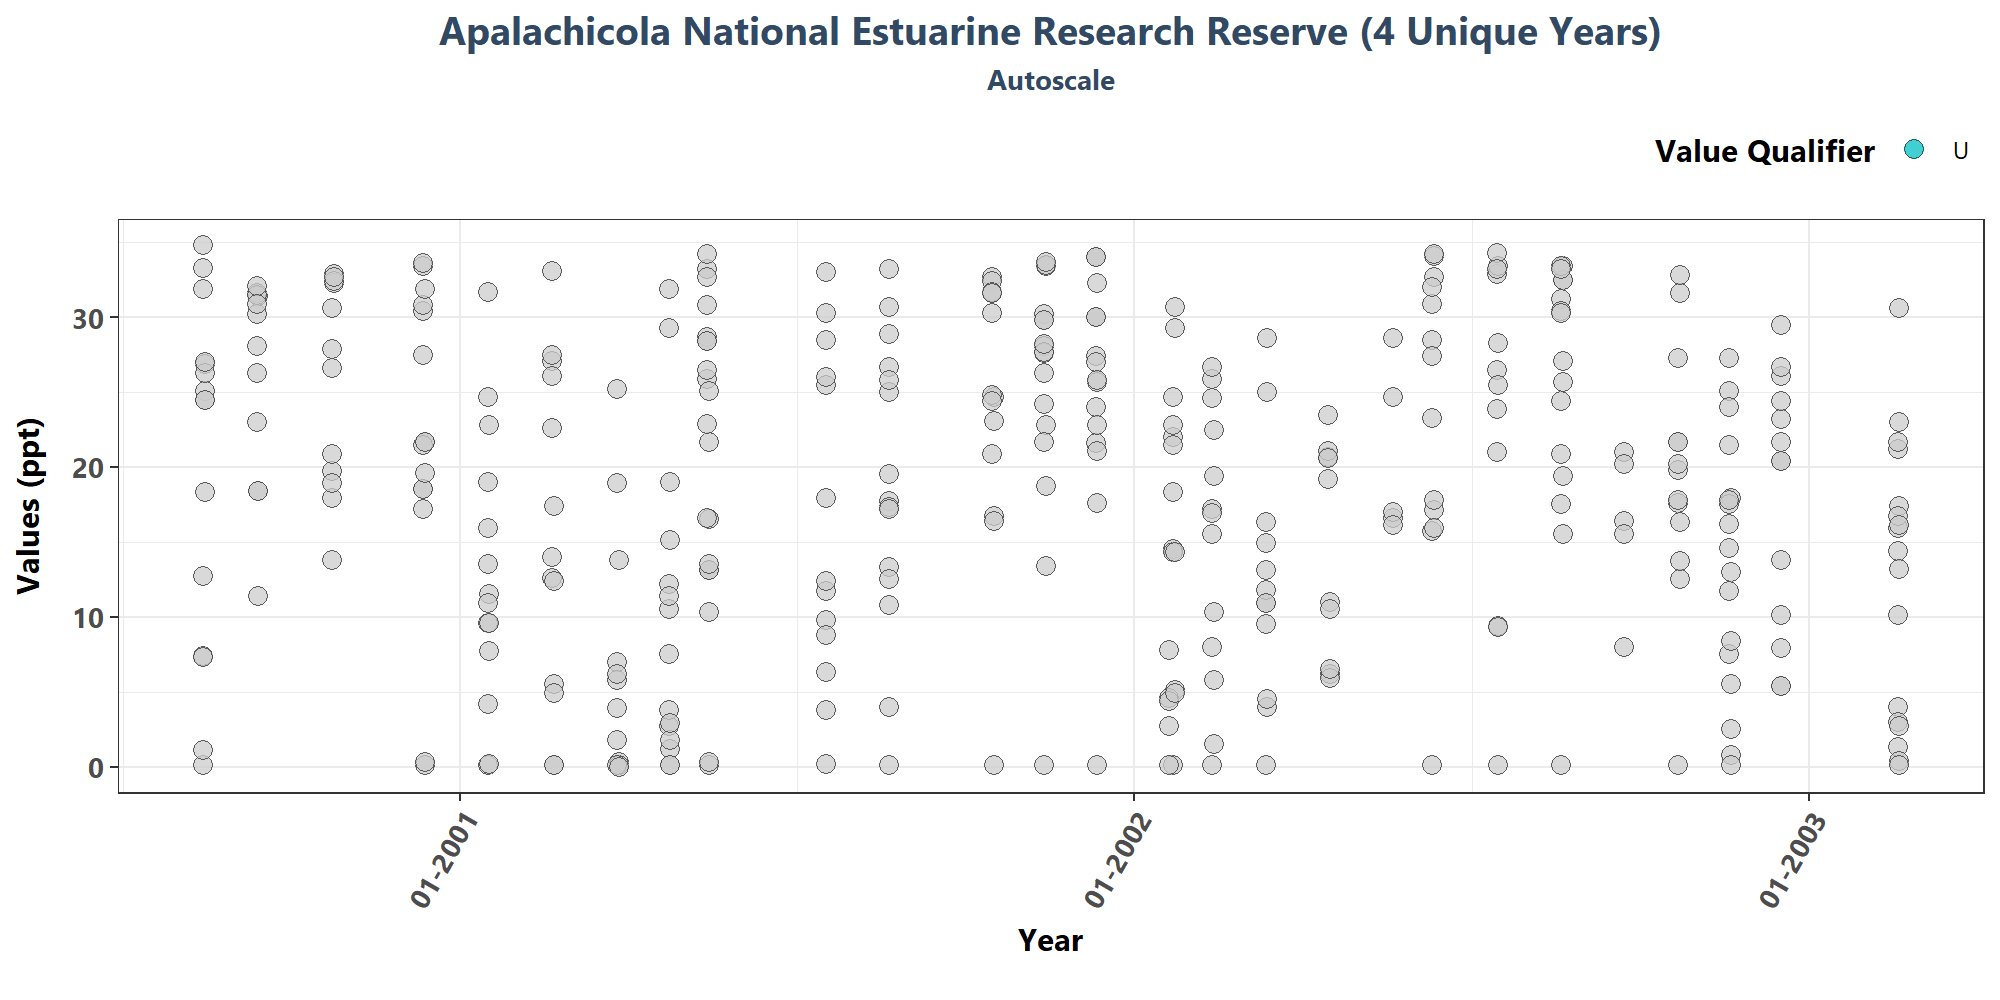 Apalachicola National Estuarine Research Reserve (4 Unique Years)
Autoscale
Value Qualifier U
Values (ppt)
30
20
10
0
01-2001
01-2002
01-2003
Year